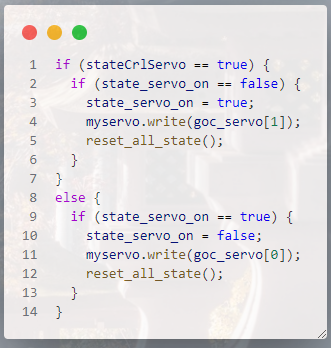 1 if (stateCrlServo == true) {
2   if (state_servo_on == false) {
3     state_servo_on = true;
4     myservo.write(goc_servo[1]);
5     reset_all_state();
6   }
7 }
8 else {
9   if (state_servo_on == true) {
10     state_servo_on = false;
11     myservo.write(goc_servo[0]);
12     reset_all_state();
13   }
14 }